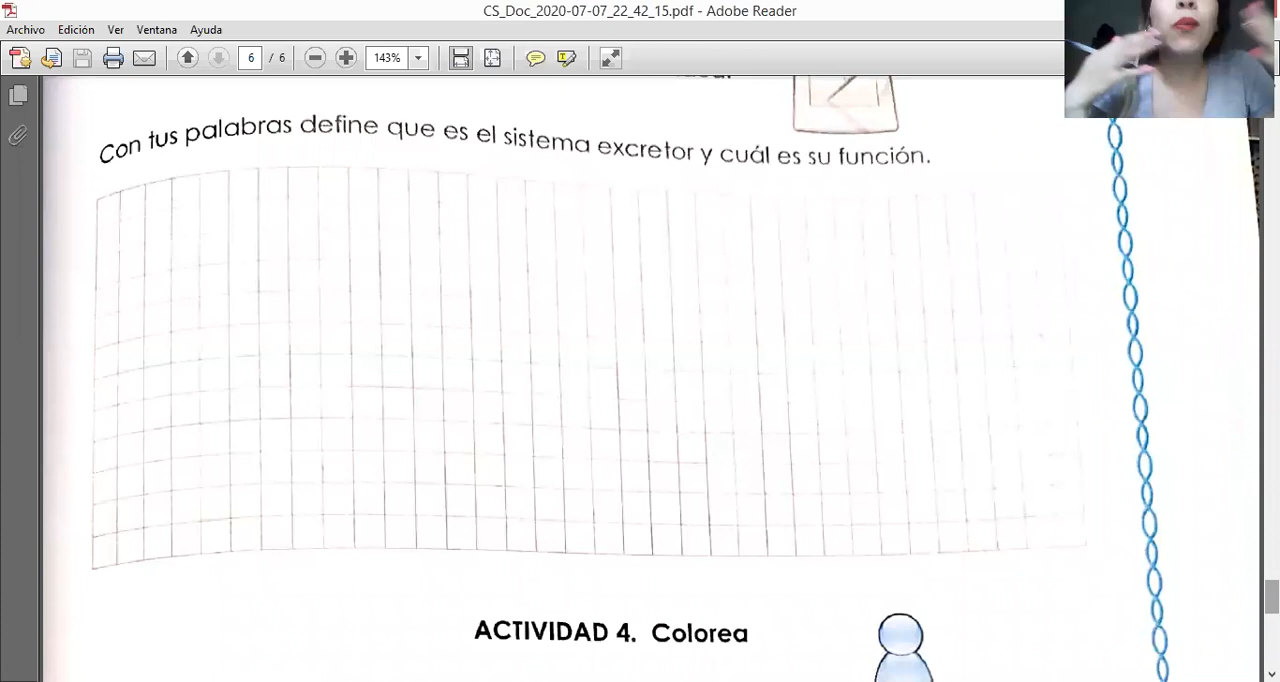 CS_Doc_2020-07-07_22_42_15.pdf - Adobe Reader
Archivo Edición Ver Ventana Ayuda
6 / 6 143%
Con tus palabras define que es el sistema excretor y cuál es su función.
ACTIVIDAD 4. Colorea